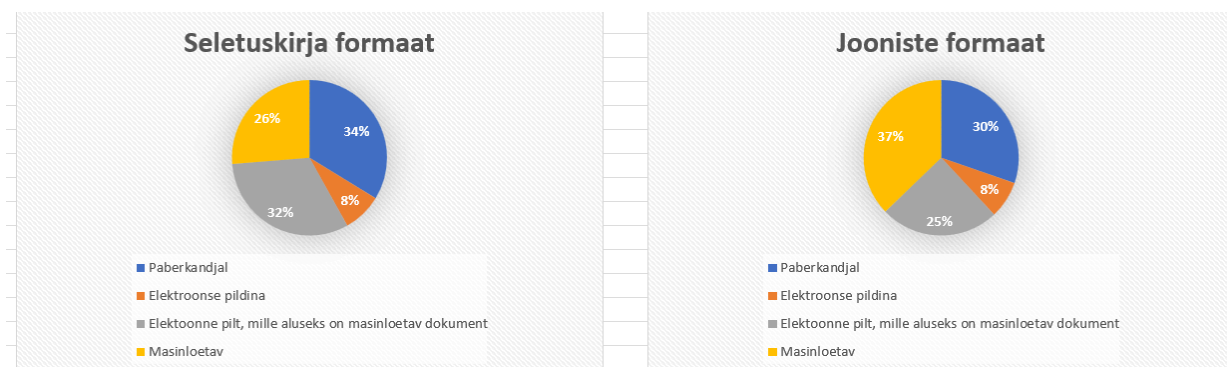 Seletuskirja formaat
34%
8%
32%
26%
Paberkandjal
Elektroonse pildina
Elektoonne pilt, mille aluseks on masinloetav dokument
Masinloetav
Jooniste formaat
30%
8%
25%
37%
Paberkandjal
Elektroonse pildina
Elektoonne pilt, mille aluseks on masinloetav dokument
Masinloetav